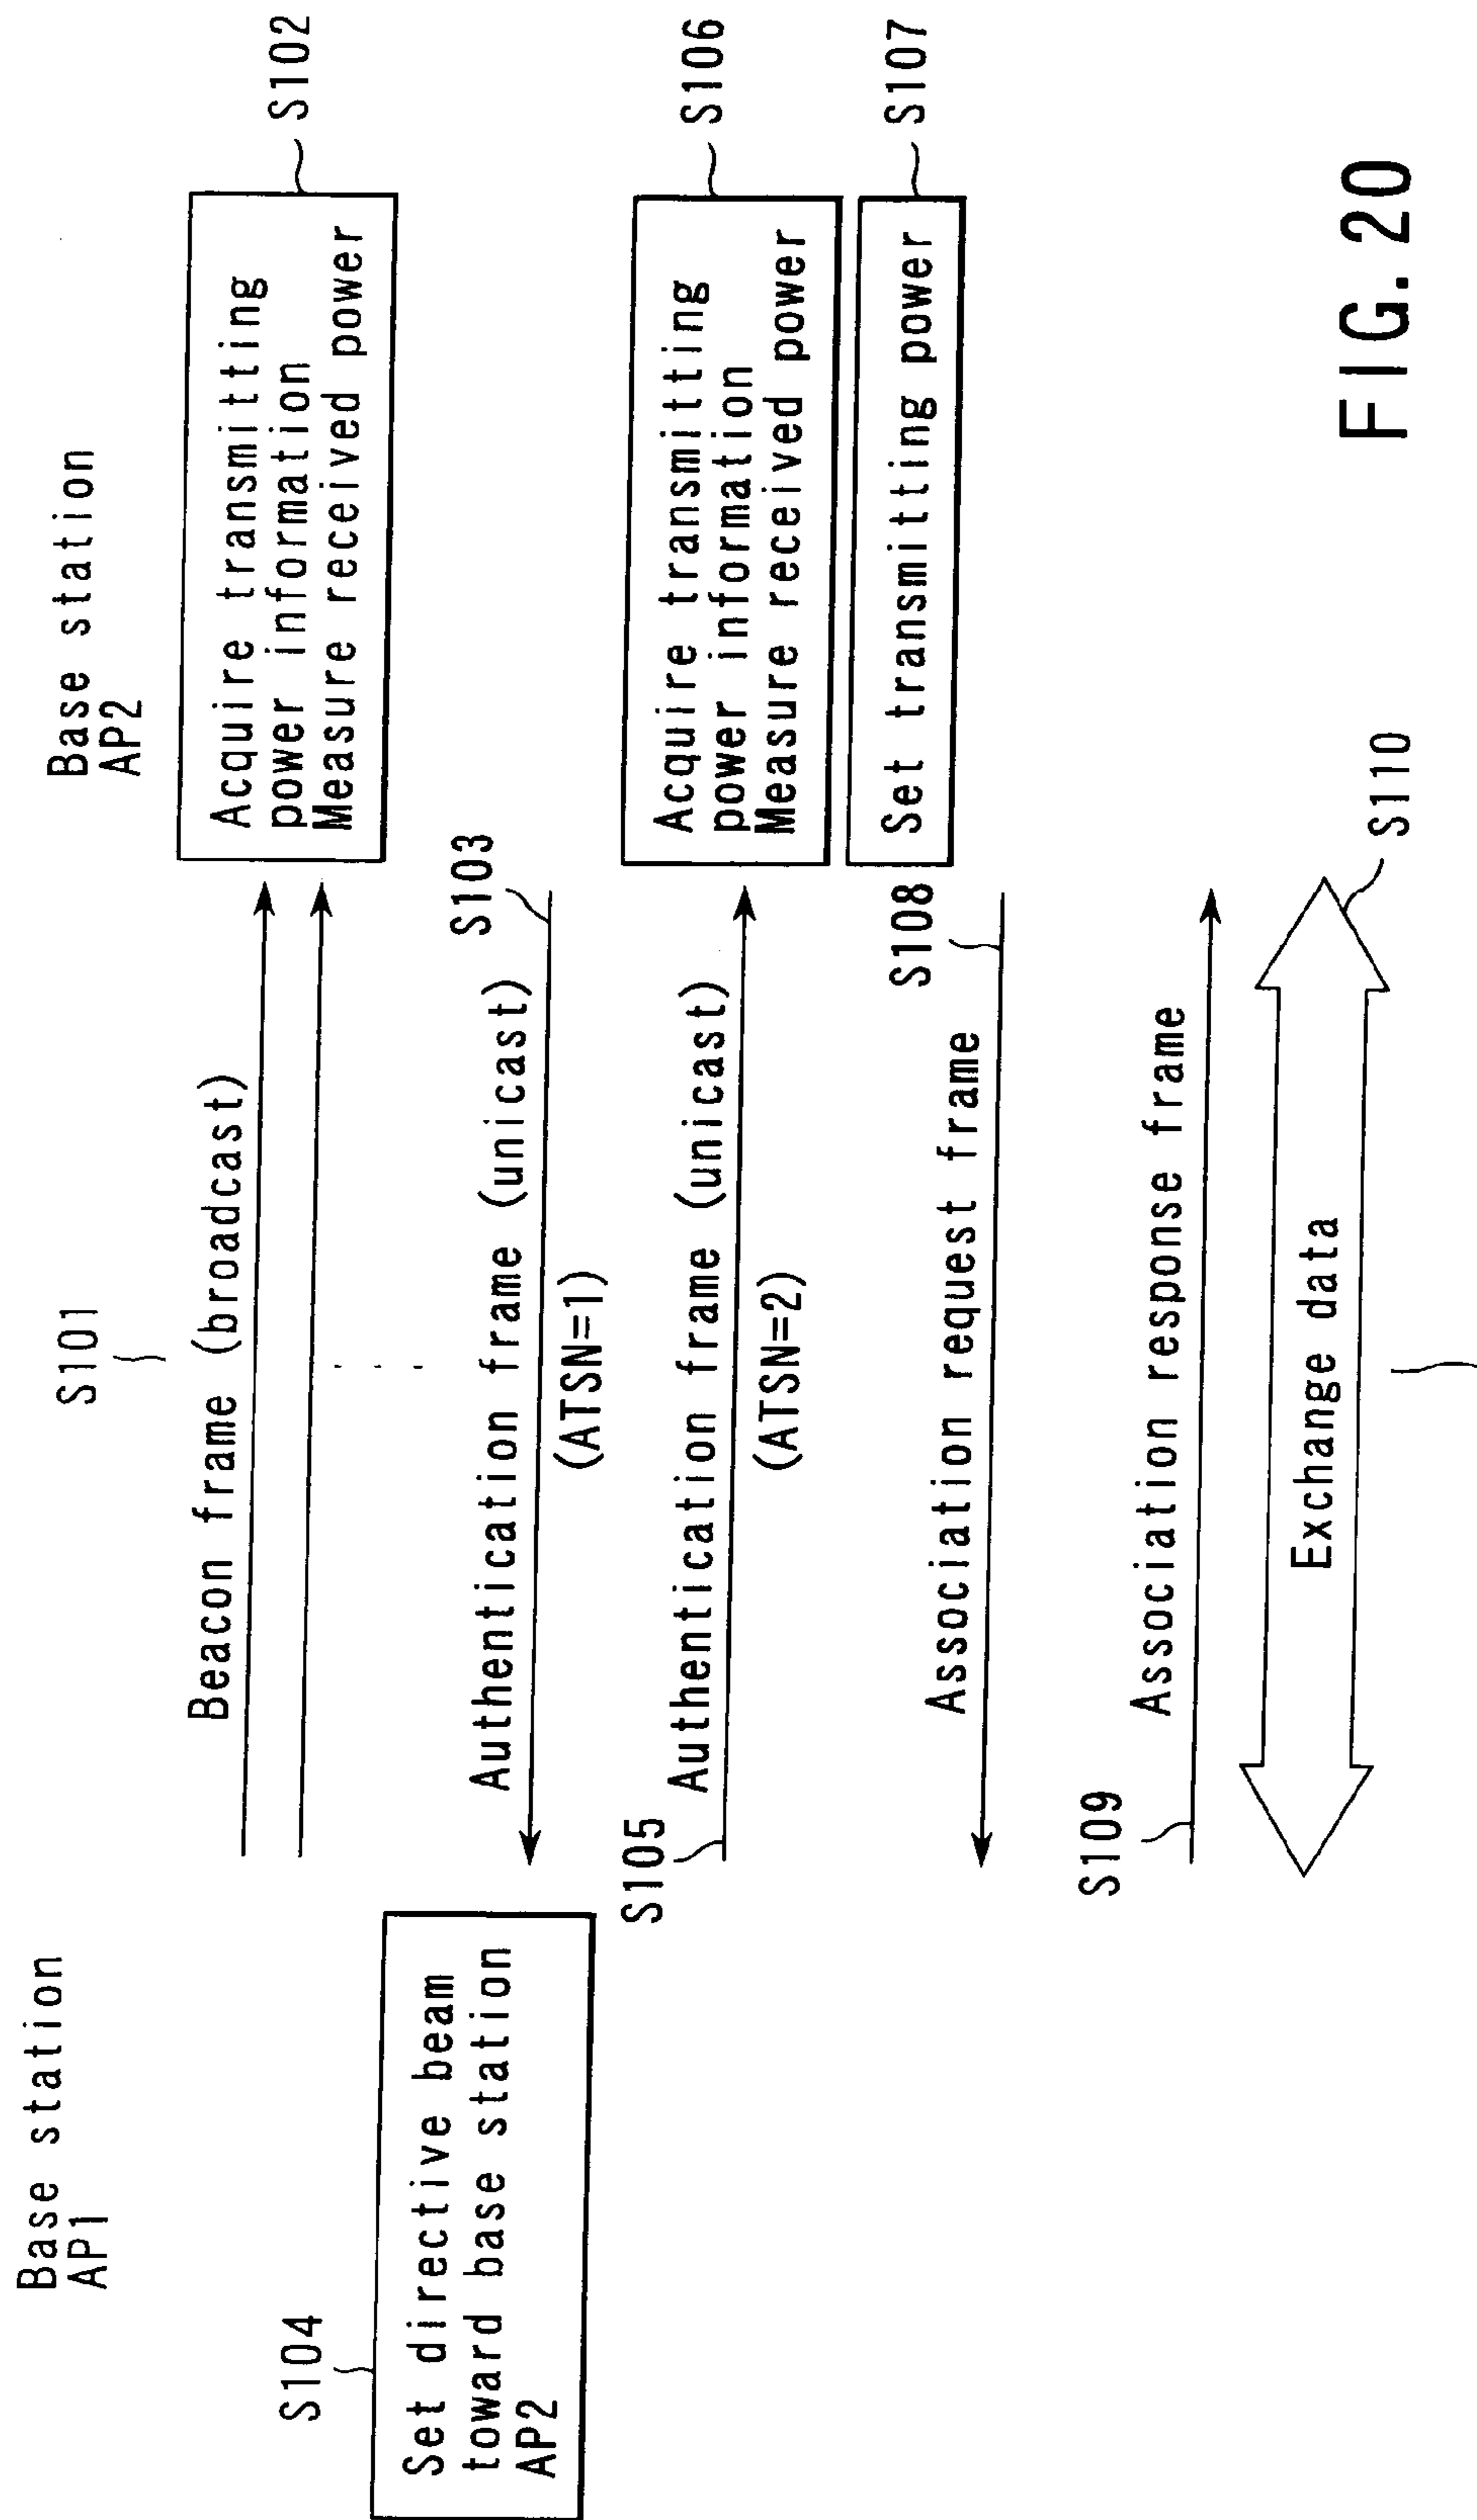 Base station
AP1
Base station
AP2
S101
Beacon frame (broadcast)
Acquire transmitting
power information
Measure received power
S102
S103
Authentication frame (unicast)
(ATSN=1)
S104
Set directive beam
toward base station
AP2
S105
Authentication frame (unicast)
(ATSN=2)
Acquire transmitting
power information
Measure received power
S106
Set transmitting power
S107
S108
Association request frame
S109
Association response frame
Exchange data
S110
FIG. 20